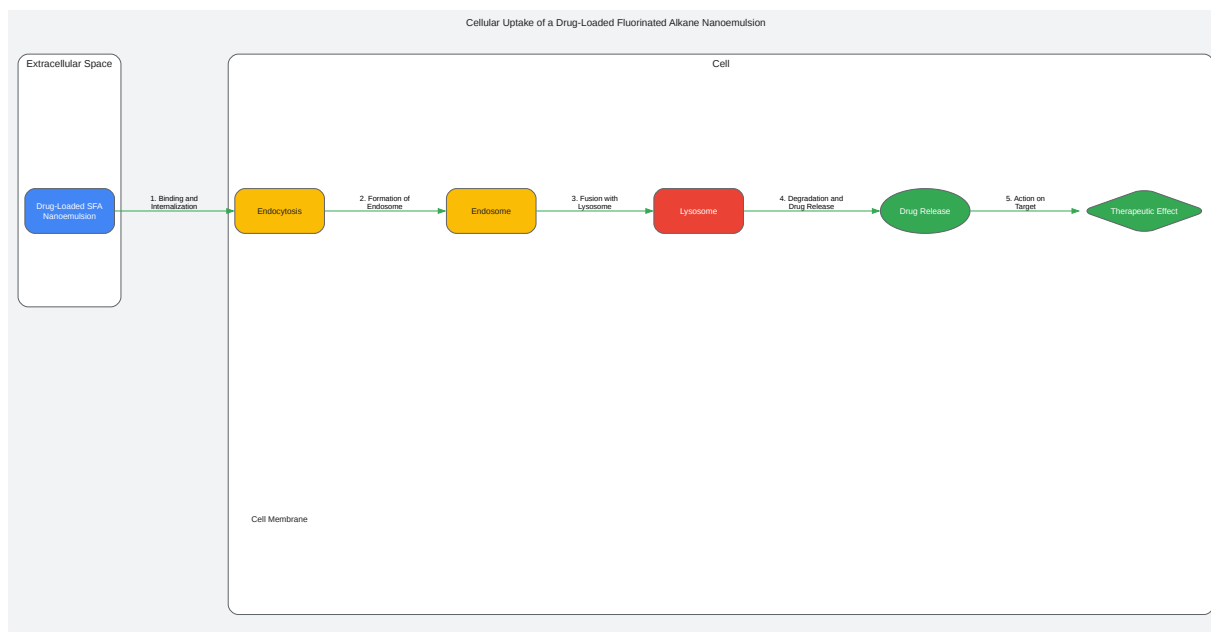 Cellular Uptake of a Drug-Loaded Fluorinated Alkane Nanoemulsion
Extracellular Space
Cell
Drug-Loaded SFA
Nanoemulsion
1. Binding and
Internalization
Endocytosis
2. Formation of
Endosome
Endosome
3. Fusion with
Lysosome
Lysosome
4. Degradation and
Drug Release
Drug Release
5. Action on
Target
Therapeutic Effect
Cell Membrane